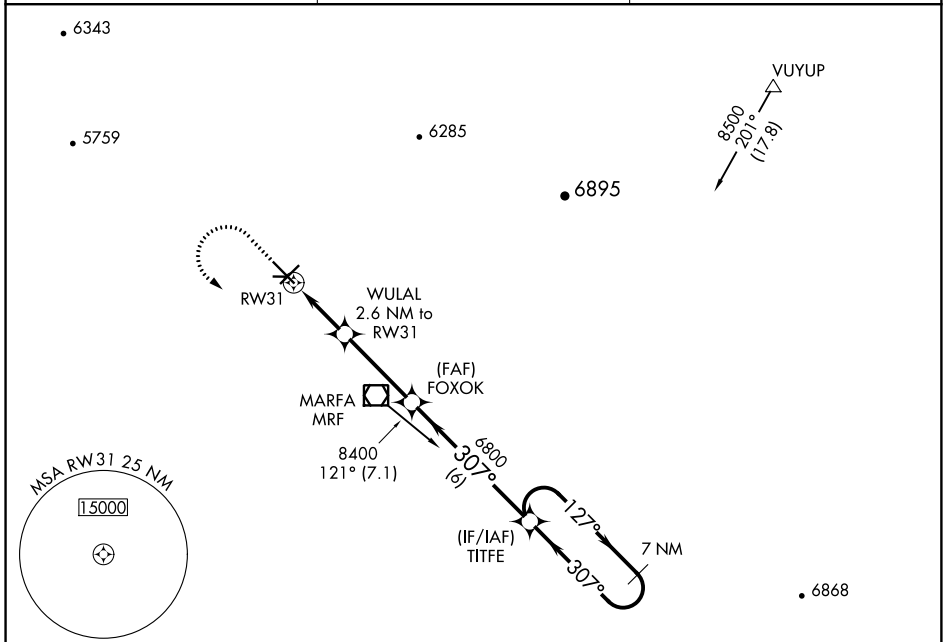 6343
VUYUP
5759
6285
8500
201°
(17.8)
6895
RW31
WULAL
2.6 NM to
RW31
(FAF)
FOXOK
MARFA
MRF
8400
121° (7.1)
6800
307°
(6)
MSA RW31 25 NM
15000
127°
(IF/IAF)
TITFE
7 NM
307°
6868